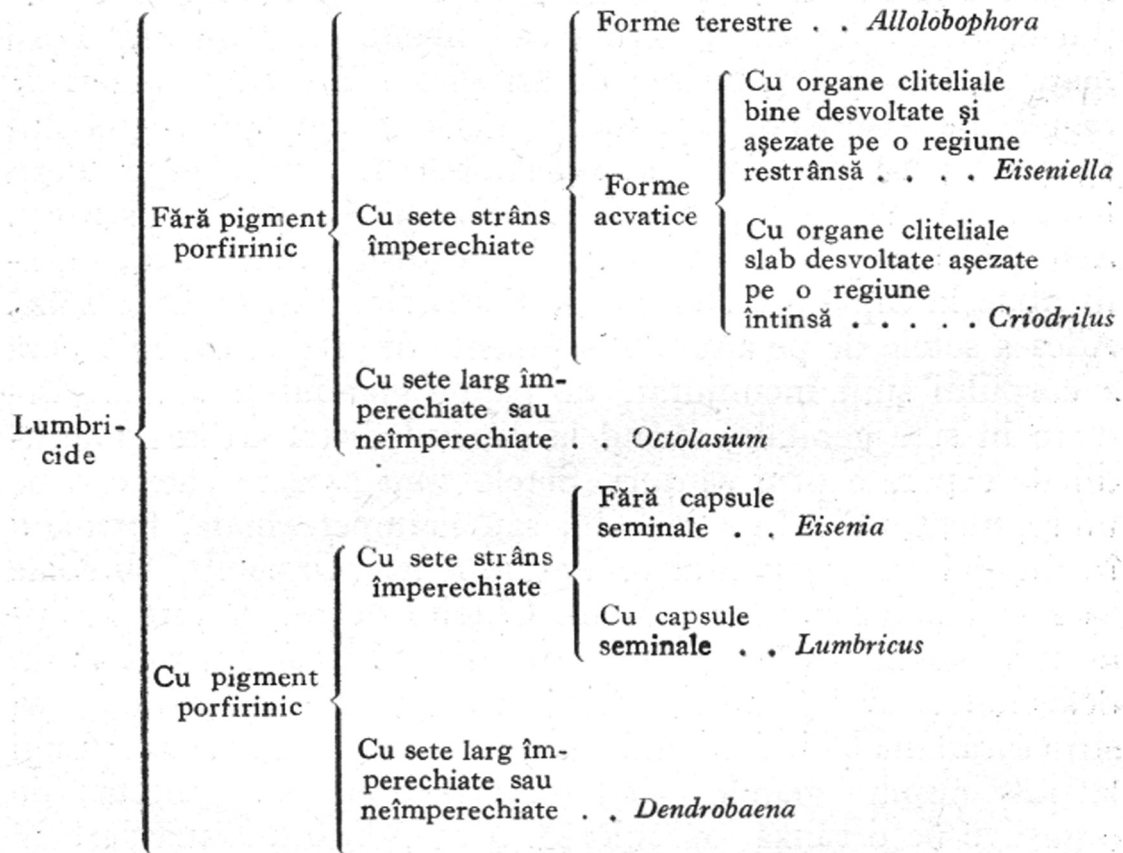 Forme terestre . . Allolobophora
Cu organe cliteliale
bine desvoltate și
așezate pe o regiune
restrânsă . . . . Eiseniella
Forme
acvatice
Fără pigment
porfirinic
Cu sete strâns
împerechiate
Cu organe cliteliale
slab desvoltate așezate
pe o regiune
întinsă . . . . . Criodrilus
Cu sete larg îm-
perechiate sau
neîmperechiate . . Octolasium
Lumbri-
cide
Fără capsule
seminale . . Eisenia
Cu sete strâns
împerechiate
Cu capsule
seminale . . Lumbricus
Cu pigment
porfirinic
Cu sete larg îm-
perechiate sau
neîmperechiate . . Dendrobaena